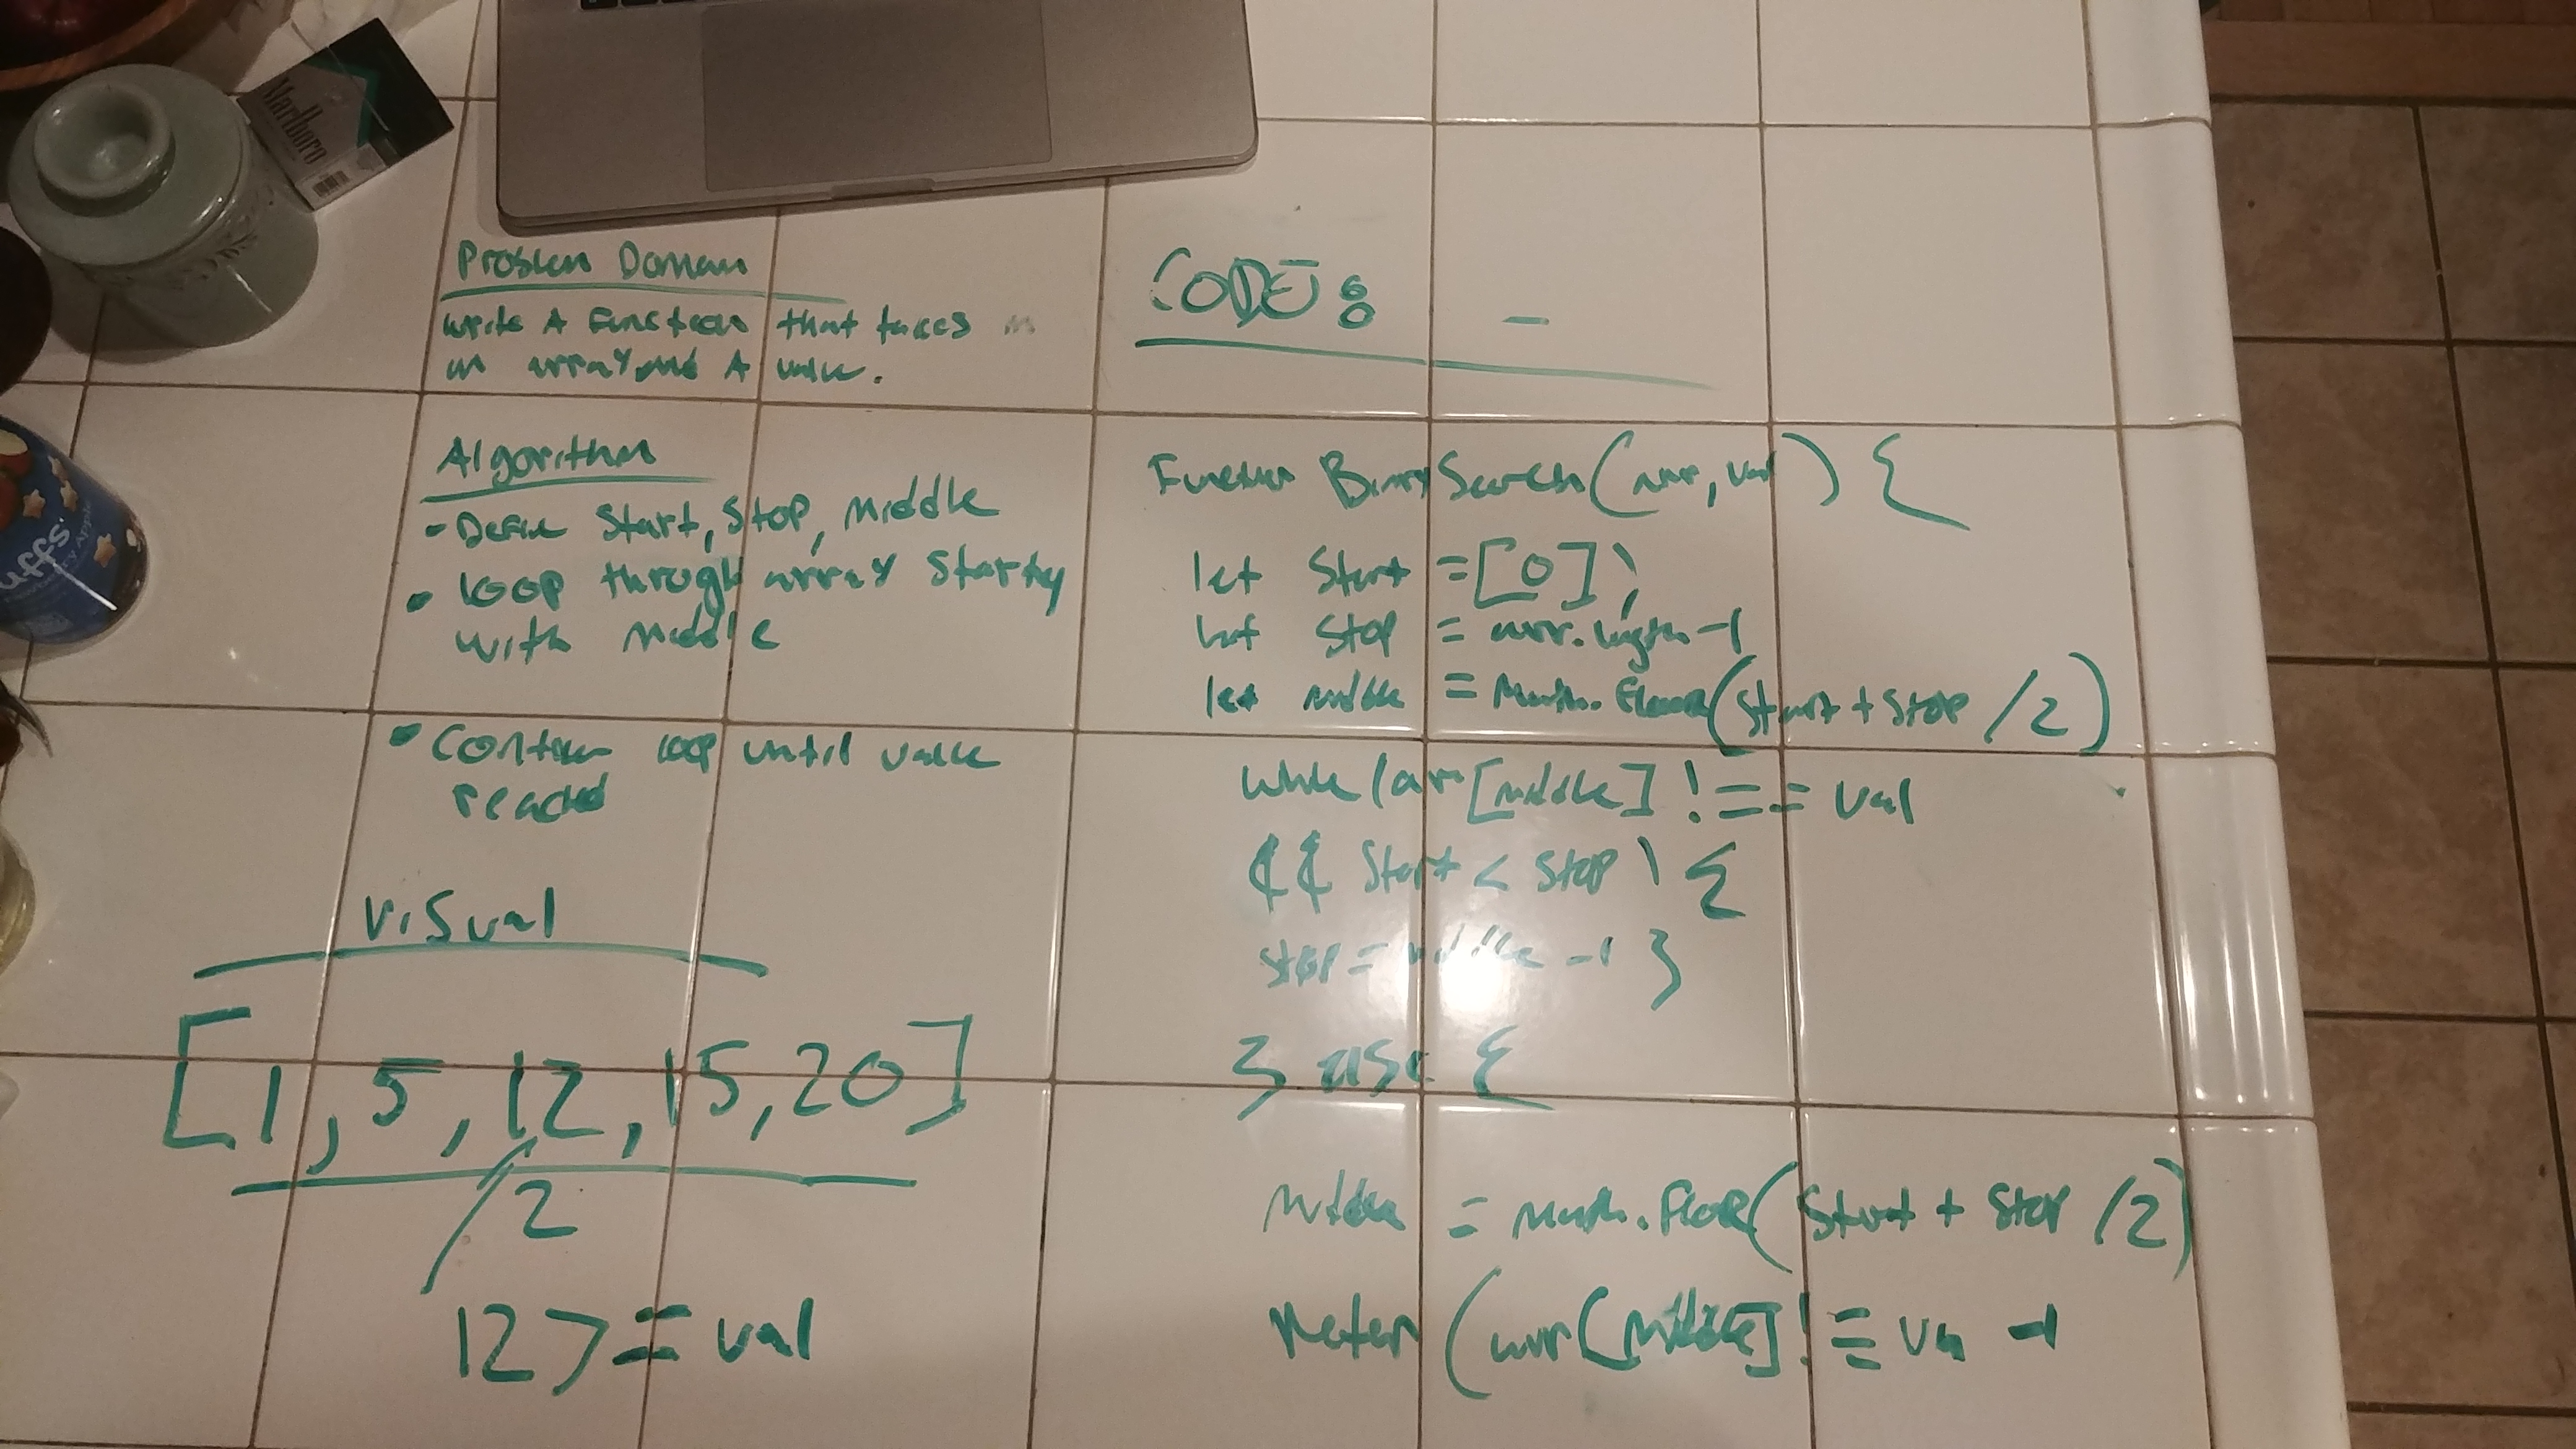 Marlboro
uffs
Problem Domain
write A Function that takes in
an array and A value.
Algorithm
- Define Start, Stop, middle
• loop through array starting
with middle
• Continue loop until value
reached
Visual
[1, 5, 12, 15, 20]
/2
12 >= val
CODE:
Function BinarySearch(arr, val) {
let Start = [0];
let Stop = arr.length -1
let middle = Math.Floor(Start + Stop /2)
while (arr [middle] !== val
&& Start < Stop) {
Stop = middle -1 }
} else {
middle = Math.Floor(Start + Stop /2)
Return (arr[middle] !== va -1